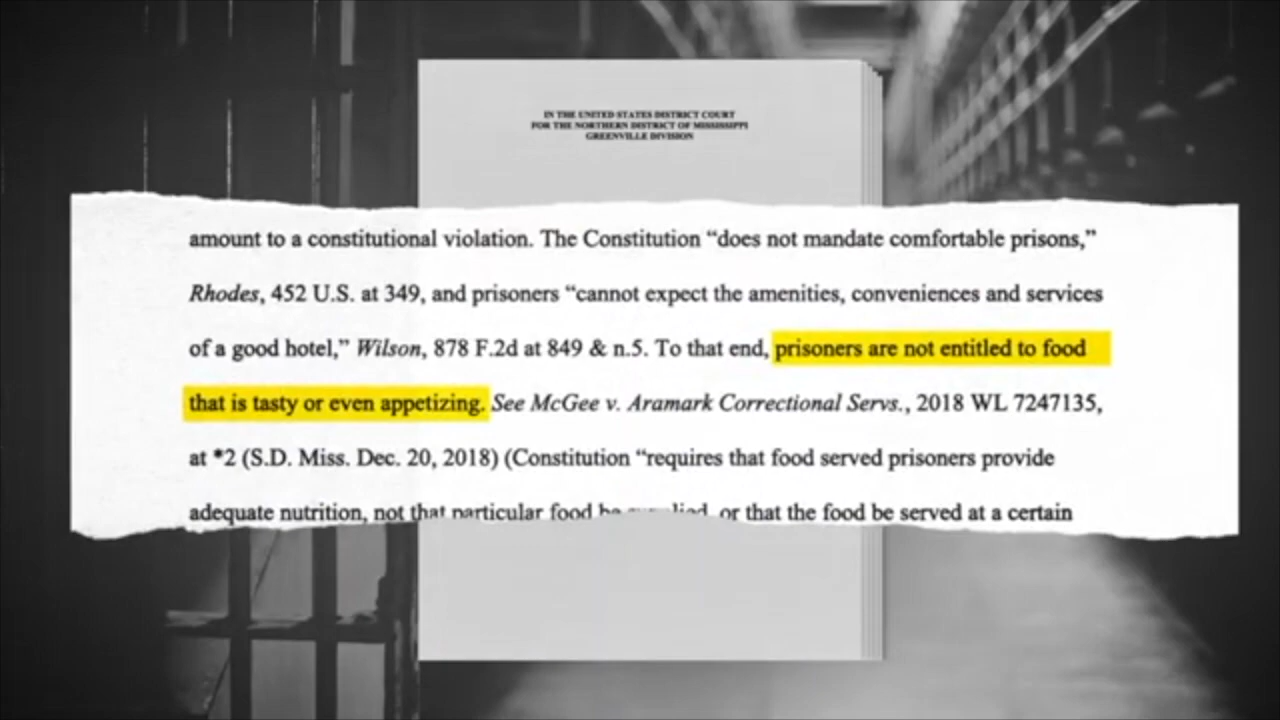 IN THE UNITED STATES DISTRICT COURT
FOR THE NORTHERN DISTRICT OF MISSISSIPPI
GREENVILLE DIVISION
amount to a constitutional violation. The Constitution “does not mandate comfortable prisons,”
Rhodes, 452 U.S. at 349, and prisoners “cannot expect the amenities, conveniences and services
of a good hotel,” Wilson, 878 F.2d at 849 & n.5. To that end, prisoners are not entitled to food
that is tasty or even appetizing. See McGee v. Aramark Correctional Servs., 2018 WL 7247135,
at *2 (S.D. Miss. Dec. 20, 2018) (Constitution “requires that food served prisoners provide
adequate nutrition, not that particular food be or that the food be served at a certain